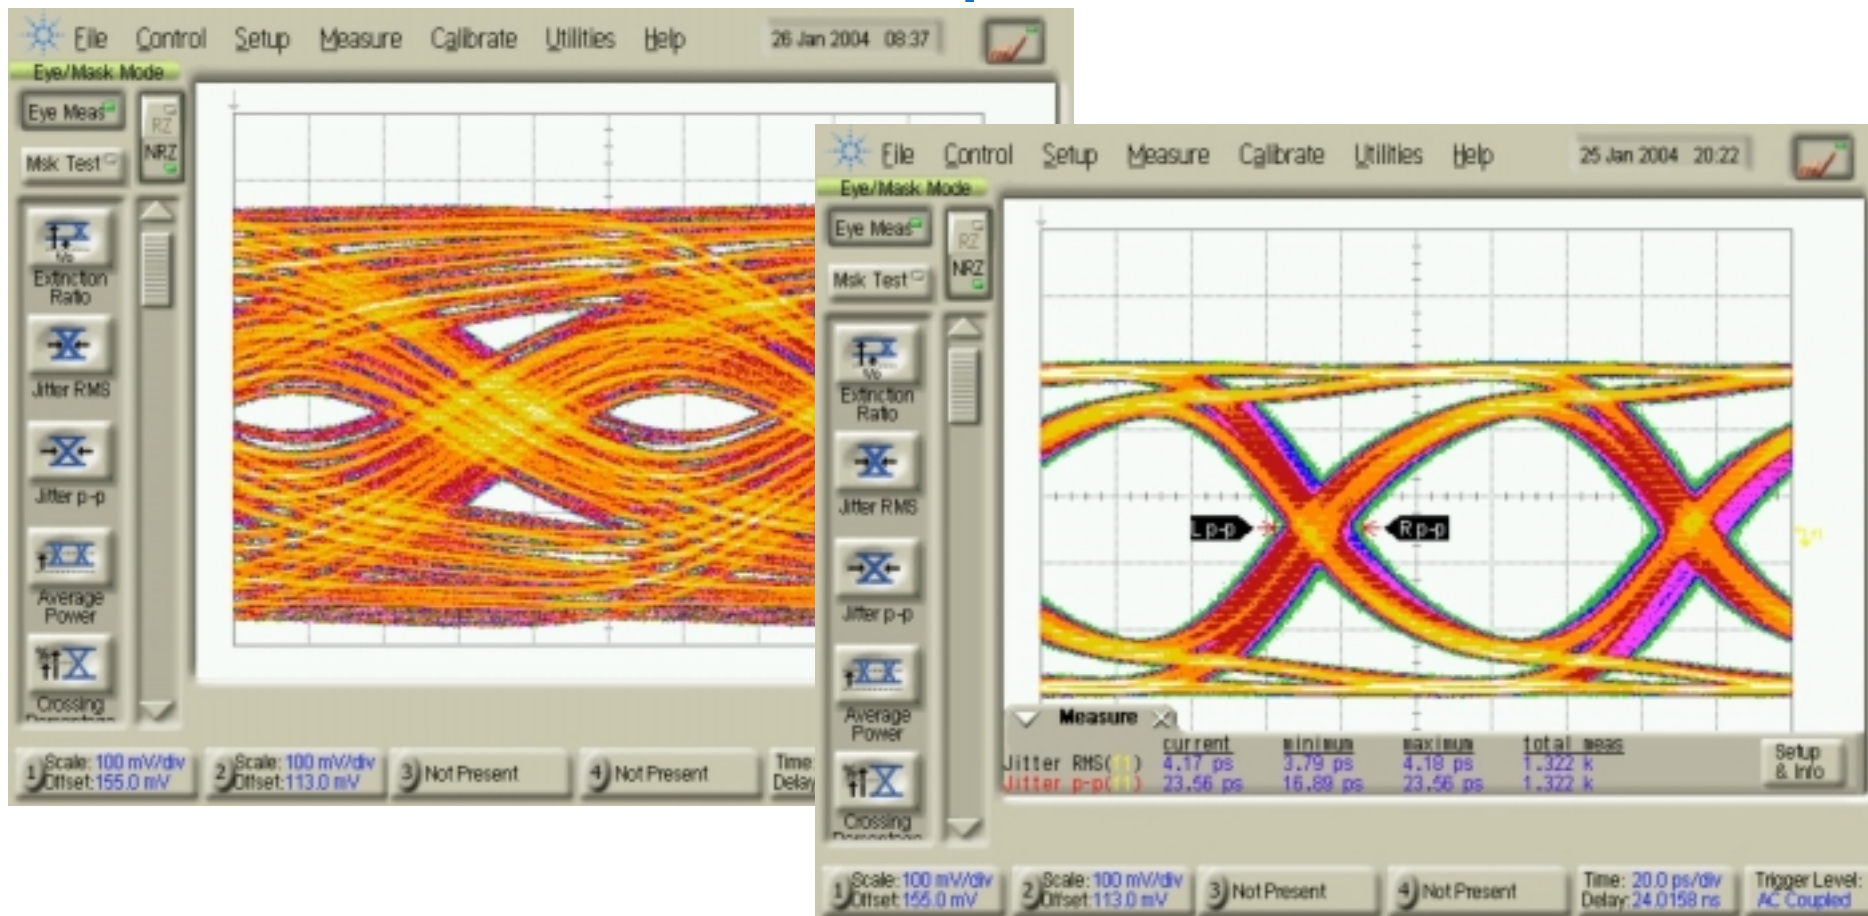 File Control Setup Measure Calibrate Utilities Help 26 Jan 2004 08:37
Eye/Mask Mode
Eye Meas
RZ
NRZ
Msk Test
Extinction
Ratio
Jitter RMS
Jitter p-p
Average
Power
Crossing
Percentage
1 Scale: 100 mV/div
Offset: 155.0 mV
2 Scale: 100 mV/div
Offset: 113.0 mV
3 Not Present
4 Not Present
Time:
Delay
File Control Setup Measure Calibrate Utilities Help 25 Jan 2004 20:22
Eye/Mask Mode
Eye Meas
RZ
NRZ
Msk Test
Extinction
Ratio
Jitter RMS
Jitter p-p
Average
Power
Crossing
Percentage
L p-p
R p-p
Measure
current minimum maximum total meas
Jitter RMS(f1) 4.17 ps 3.79 ps 4.18 ps 1.322 k
Jitter p-p(f1) 23.56 ps 16.89 ps 23.56 ps 1.322 k
Setup
& Info
1 Scale: 100 mV/div
Offset: 155.0 mV
2 Scale: 100 mV/div
Offset: 113.0 mV
3 Not Present
4 Not Present
Time: 20.0 ps/div
Delay: 24.0158 ns
Trigger Level:
AC Coupled